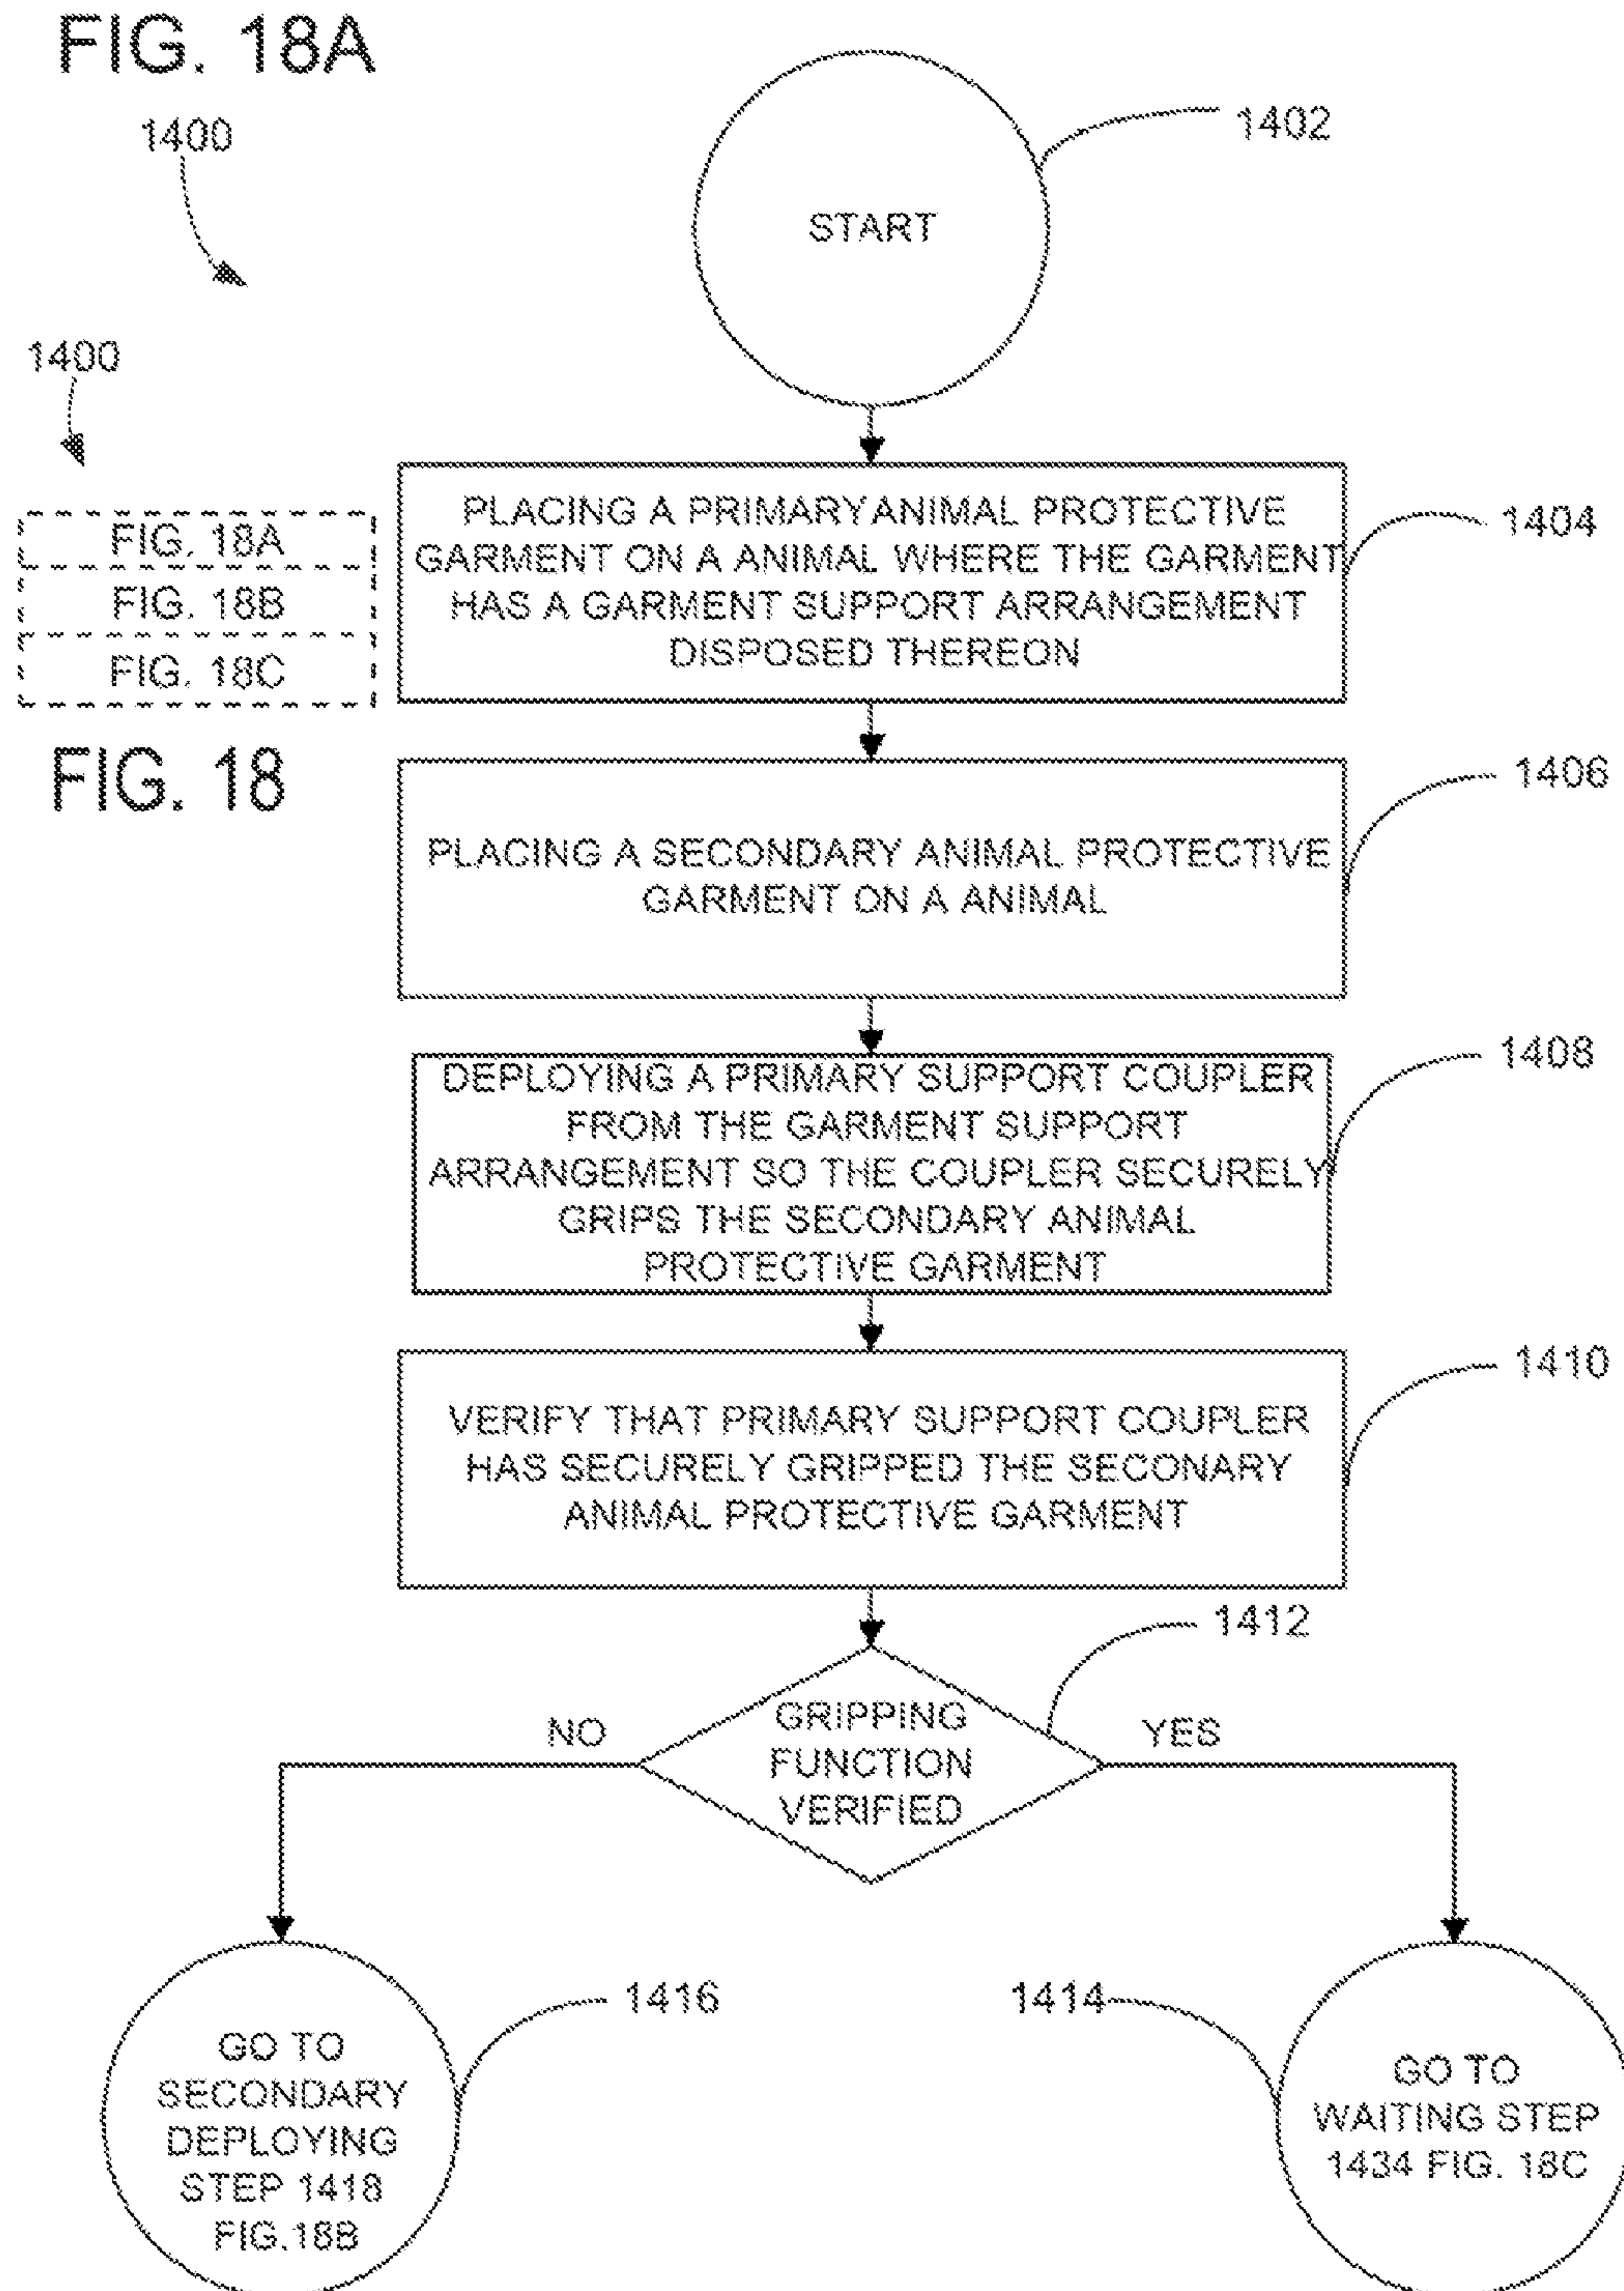 FIG. 18A
1400
1402
START
1400
FIG. 18A
FIG. 18B
FIG. 18C
FIG. 18
PLACING A PRIMARY ANIMAL PROTECTIVE
GARMENT ON A ANIMAL WHERE THE GARMENT
HAS A GARMENT SUPPORT ARRANGEMENT
DISPOSED THEREON
1404
PLACING A SECONDARY ANIMAL PROTECTIVE
GARMENT ON A ANIMAL
1406
DEPLOYING A PRIMARY SUPPORT COUPLER
FROM THE GARMENT SUPPORT
ARRANGEMENT SO THE COUPLER SECURELY
GRIPS THE SECONDARY ANIMAL
PROTECTIVE GARMENT
1408
VERIFY THAT PRIMARY SUPPORT COUPLER
HAS SECURELY GRIPPED THE SECONARY
ANIMAL PROTECTIVE GARMENT
1410
GRIPPING
FUNCTION
VERIFIED
1412
NO
YES
GO TO
SECONDARY
DEPLOYING
STEP 1418
FIG.18B
1416
1414
GO TO
WAITING STEP
1434 FIG. 18C